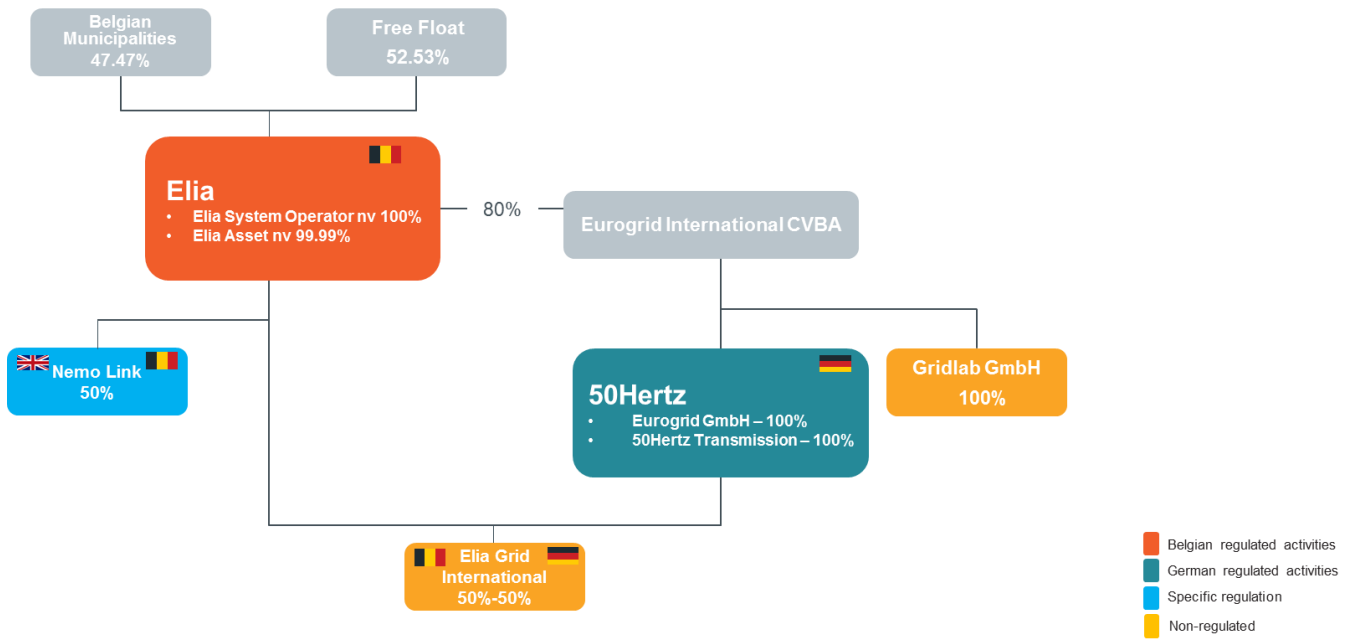 Belgian
Municipalities
47.47%
Free Float
52.53%
Elia
• Elia System Operator nv 100%
• Elia Asset nv 99.99%
80%
Eurogrid International CVBA
Nemo Link
50%
50Hertz
• Eurogrid GmbH – 100%
• 50Hertz Transmission – 100%
Gridlab GmbH
100%
Elia Grid
International
50%-50%
Belgian regulated activities
German regulated activities
Specific regulation
Non-regulated